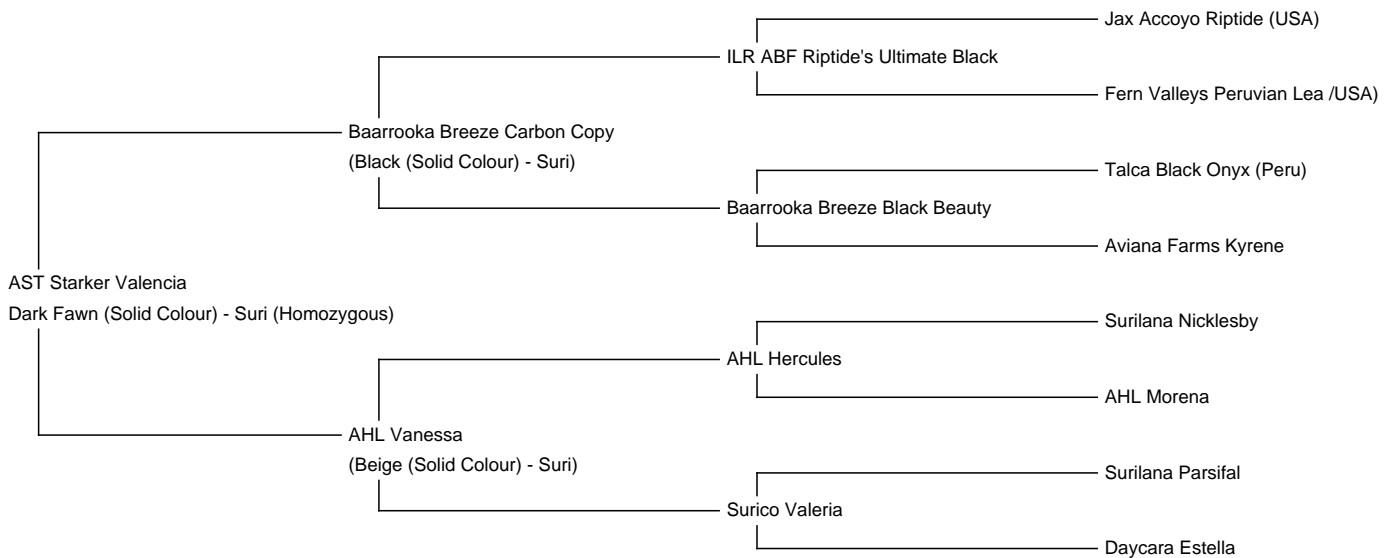 Jax Accoyo Riptide (USA)
ILR ABF Riptide's Ultimate Black
Fern Valleys Peruvian Lea /USA)
Baarrooka Breeze Carbon Copy
(Black (Solid Colour) - Suri)
Talca Black Onyx (Peru)
Baarrooka Breeze Black Beauty
Aviana Farms Kyrene
AST Starker Valencia
Dark Fawn (Solid Colour) - Suri (Homozygous)
Surilana Nicklesby
AHL Hercules
AHL Morena
AHL Vanessa
(Beige (Solid Colour) - Suri)
Surilana Parsifal
Surico Valeria
Daycara Estella